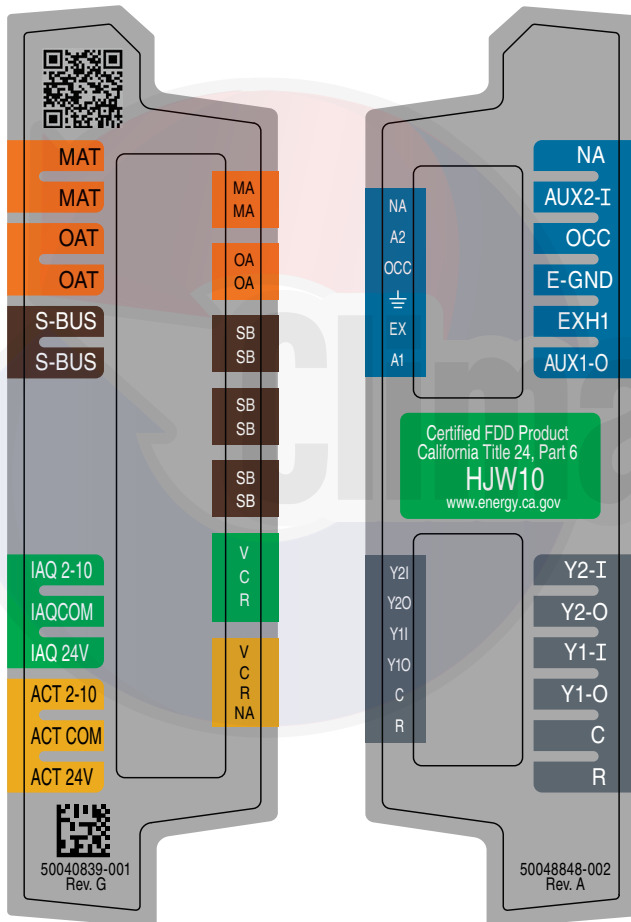 MAT
MAT
OAT
OAT
S-BUS
S-BUS
IAQ 2-10
IAQCOM
IAQ 24V
ACT 2-10
ACT COM
ACT 24V
50040839-001
Rev. G
MA
MA
OA
OA
SB
SB
SB
SB
SB
SB
V
C
R
V
C
R
NA
NA
A2
OCC
EX
A1
Certified FDD Product
California Title 24, Part 6
HJW10
www.energy.ca.gov
Y2I
Y2O
Y1I
Y1O
C
R
NA
AUX2-I
OCC
E-GND
EXH1
AUX1-O
Y2-I
Y2-O
Y1-I
Y1-O
C
R
50048848-002
Rev. A
Clima